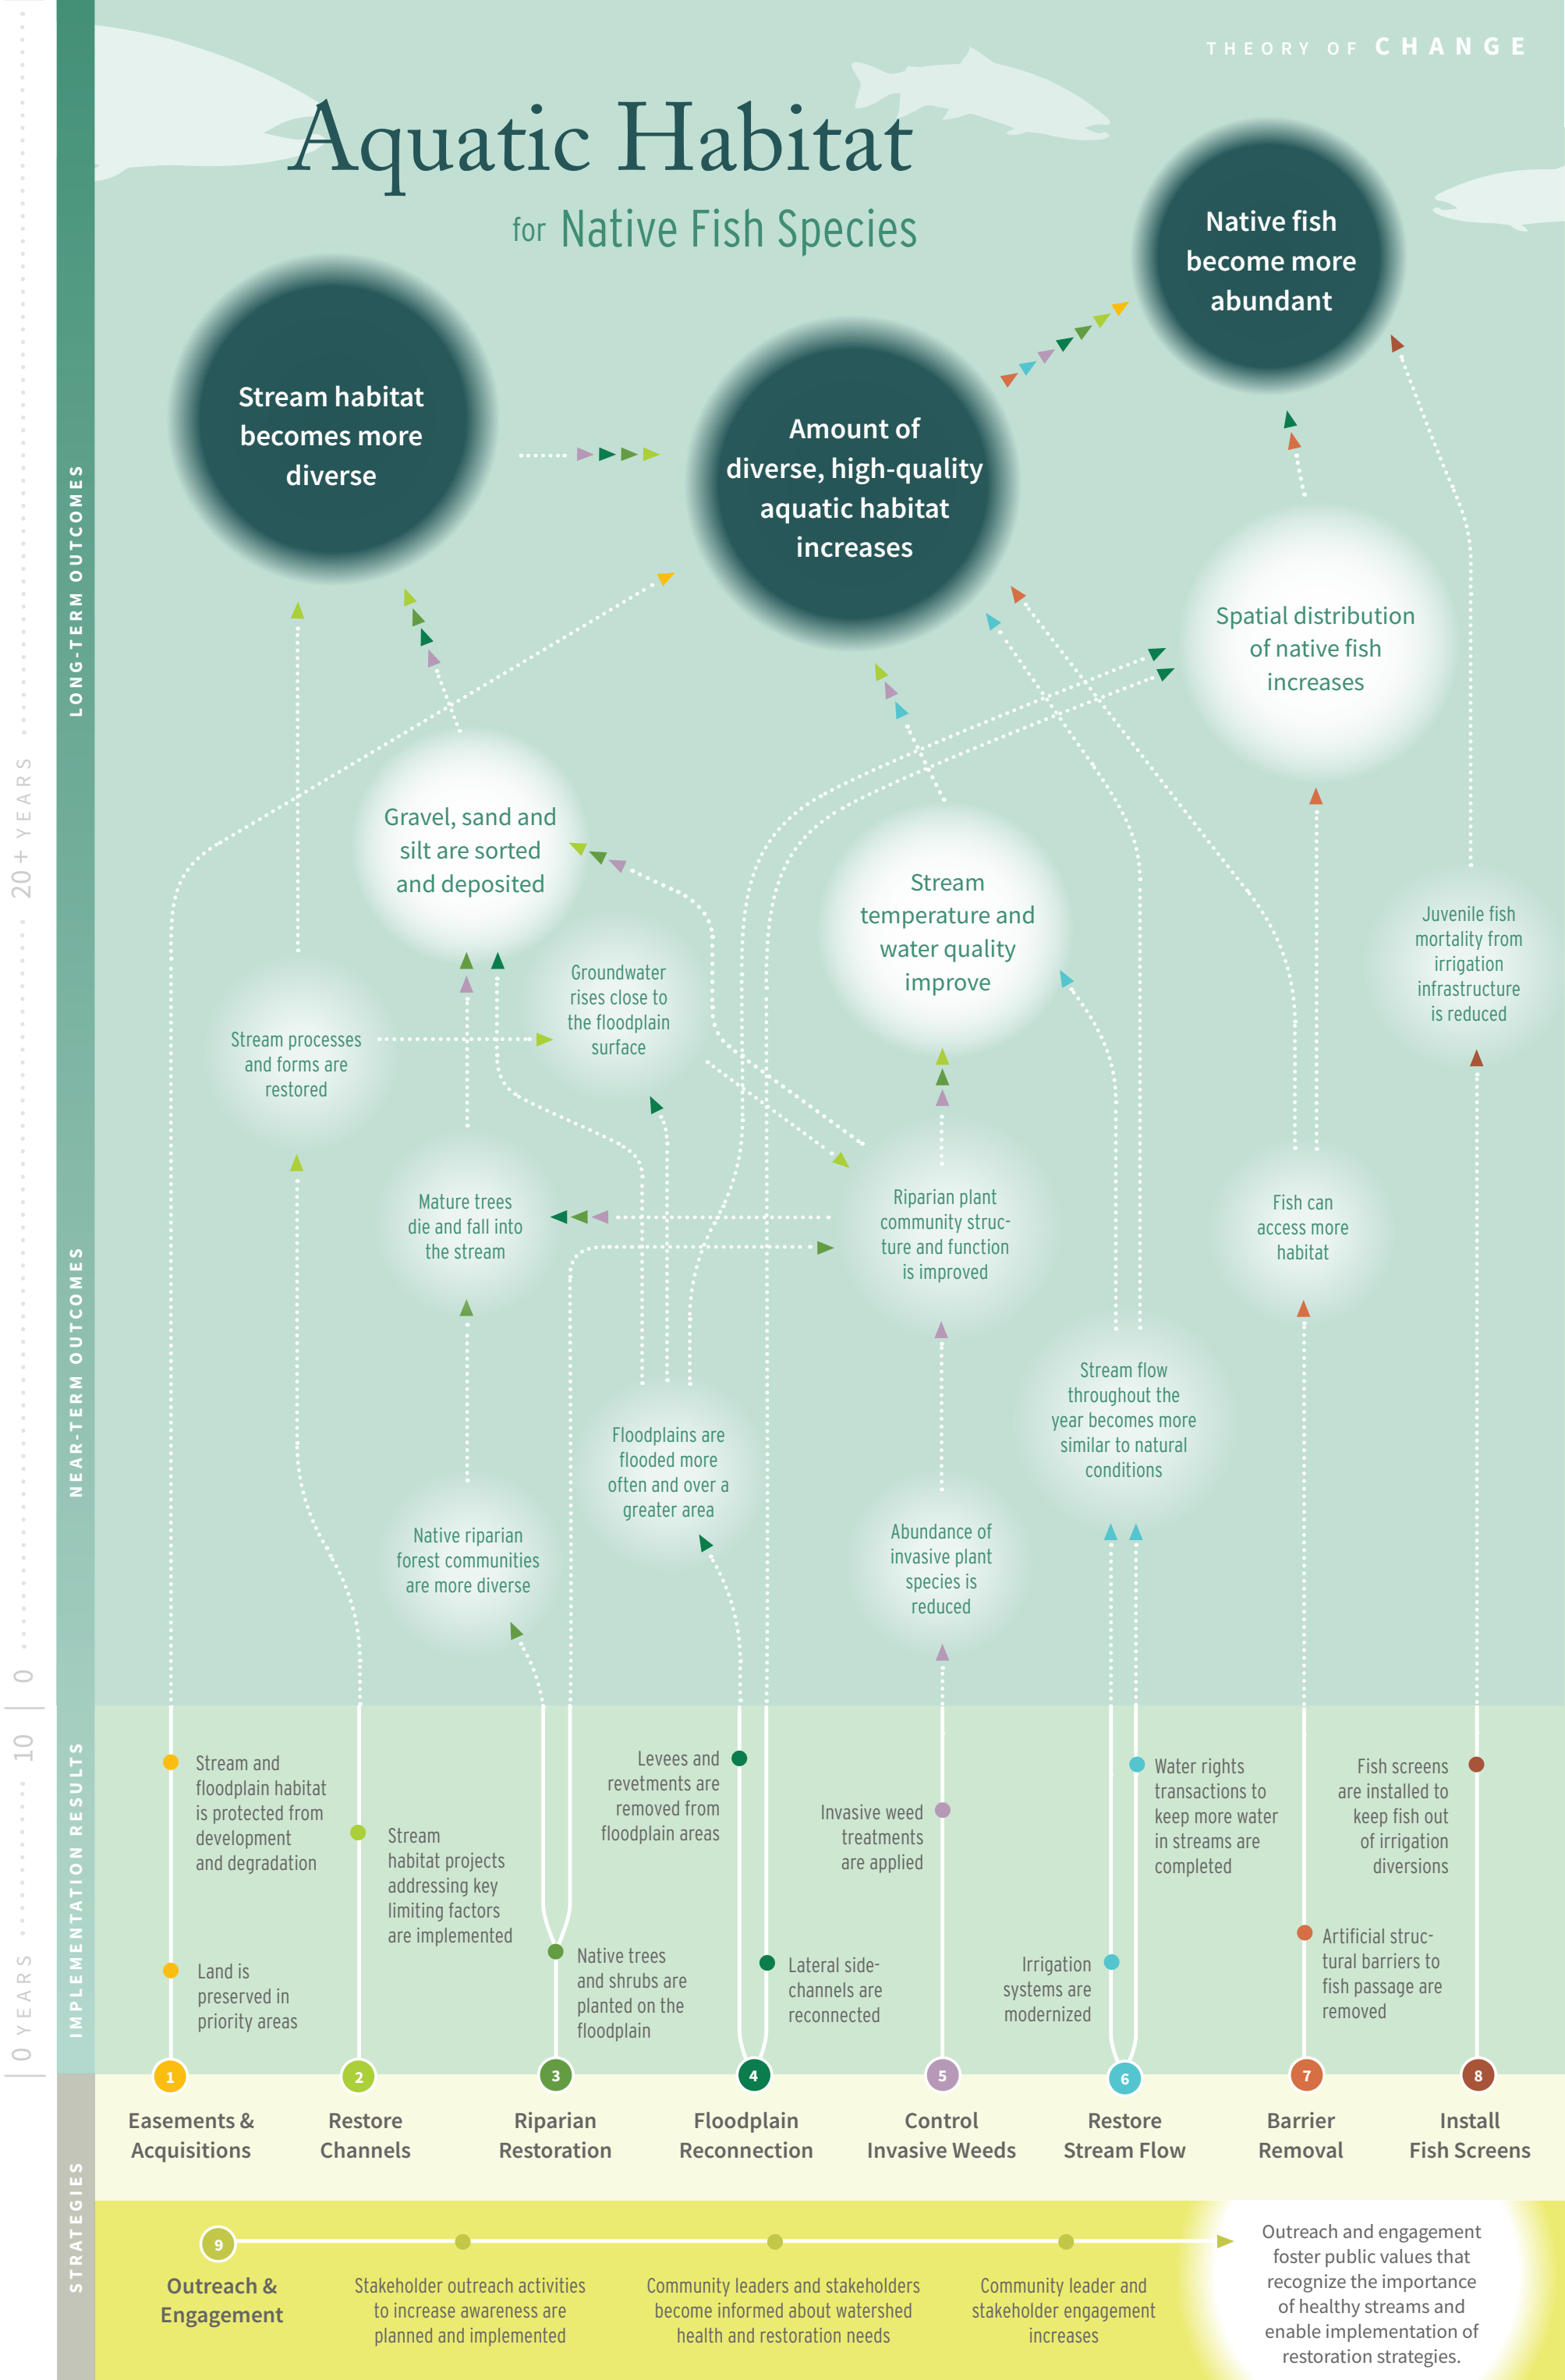 THEORY OF CHANGE
Aquatic Habitat
for Native Fish Species
Native fish
become more
abundant
Stream habitat
becomes more
diverse
Amount of
diverse, high-quality
aquatic habitat
increases
Spatial distribution
of native fish
increases
Gravel, sand and
silt are sorted
and deposited
Stream
temperature and
water quality
improve
Juvenile fish
mortality from
irrigation
infrastructure
is reduced
Groundwater
rises close to
the floodplain
surface
Stream processes
and forms are
restored
Mature trees
die and fall into
the stream
Riparian plant
community struc-
ture and function
is improved
Fish can
access more
habitat
Stream flow
throughout the
year becomes more
similar to natural
conditions
Floodplains are
flooded more
often and over a
greater area
Native riparian
forest communities
are more diverse
Abundance of
invasive plant
species is
reduced
LONG-TERM OUTCOMES
NEAR-TERM OUTCOMES
IMPLEMENTATION RESULTS
STRATEGIES
20+ YEARS
0
10
0 YEARS
Stream and
floodplain habitat
is protected from
development
and degradation
Land is
preserved in
priority areas
Stream
habitat projects
addressing key
limiting factors
are implemented
Native trees
and shrubs are
planted on the
floodplain
Levees and
revetments are
removed from
floodplain areas
Lateral side-
channels are
reconnected
Invasive weed
treatments
are applied
Irrigation
systems are
modernized
Water rights
transactions to
keep more water
in streams are
completed
Artificial struc-
tural barriers to
fish passage are
removed
Fish screens
are installed to
keep fish out
of irrigation
diversions
1
Easements &
Acquisitions
2
Restore
Channels
3
Riparian
Restoration
4
Floodplain
Reconnection
5
Control
Invasive Weeds
6
Restore
Stream Flow
7
Barrier
Removal
8
Install
Fish Screens
9
Outreach &
Engagement
Stakeholder outreach activities
to increase awareness are
planned and implemented
Community leaders and stakeholders
become informed about watershed
health and restoration needs
Community leader and
stakeholder engagement
increases
Outreach and engagement
foster public values that
recognize the importance
of healthy streams and
enable implementation of
restoration strategies.